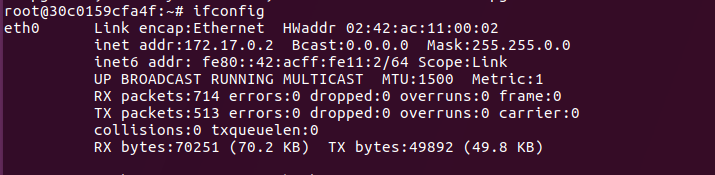 root@30c0159cfa4f:~# ifconfig
eth0      Link encap:Ethernet  HWaddr 02:42:ac:11:00:02
          inet addr:172.17.0.2  Bcast:0.0.0.0  Mask:255.255.0.0
          inet6 addr: fe80::42:acff:fe11:2/64 Scope:Link
          UP BROADCAST RUNNING MULTICAST  MTU:1500  Metric:1
          RX packets:714 errors:0 dropped:0 overruns:0 frame:0
          TX packets:513 errors:0 dropped:0 overruns:0 carrier:0
          collisions:0 txqueuelen:0
          RX bytes:70251 (70.2 KB)  TX bytes:49892 (49.8 KB)